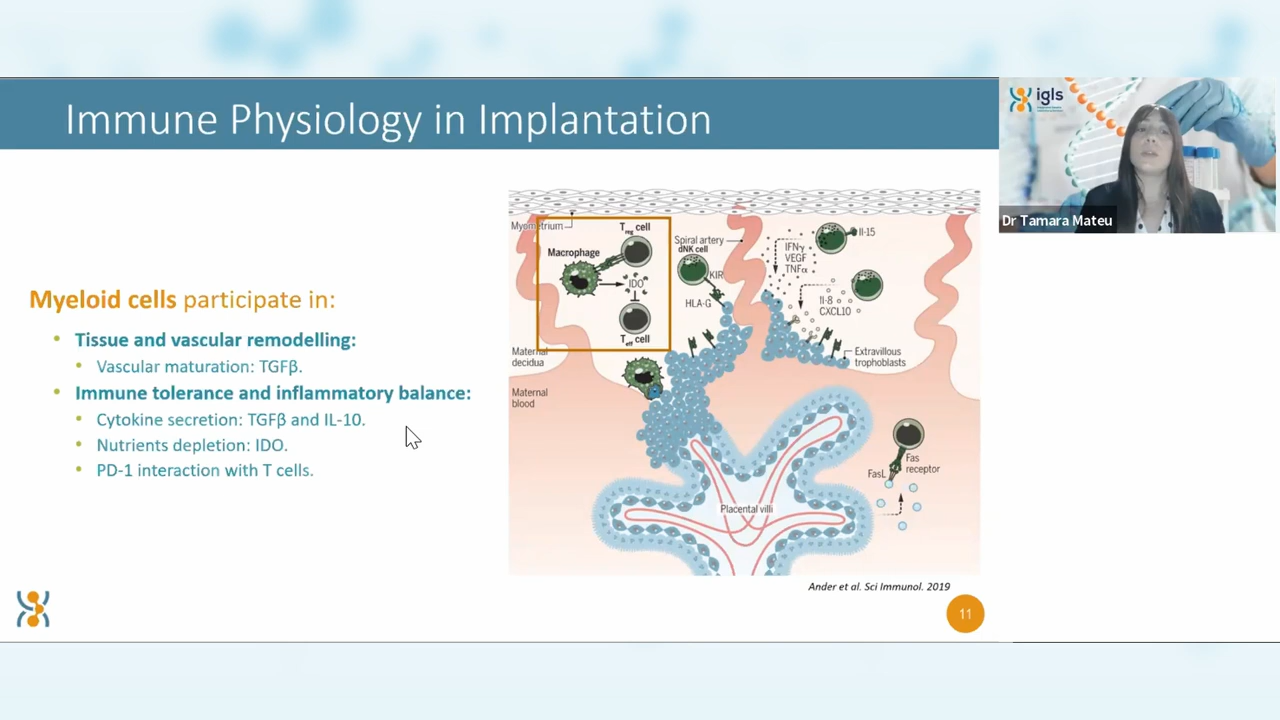 Immune Physiology in Implantation
igls
Dr Tamara Mateu
Myeloid cells participate in:
• Tissue and vascular remodelling:
• Vascular maturation: TGFβ.
• Immune tolerance and inflammatory balance:
• Cytokine secretion: TGFβ and IL-10.
• Nutrients depletion: IDO.
• PD-1 interaction with T cells.
Myometrium
Treg cell
Macrophage
IDO
Teff cell
Spiral artery
dNK cell
KIR
HLA-G
IFNγ
VEGF
TNFα
Il-15
Il-8
CXCL10
Maternal
decidua
Extravillous
trophoblasts
Maternal
blood
Fas
receptor
FasL
Placental villi
Ander et al. Sci Immunol. 2019
11